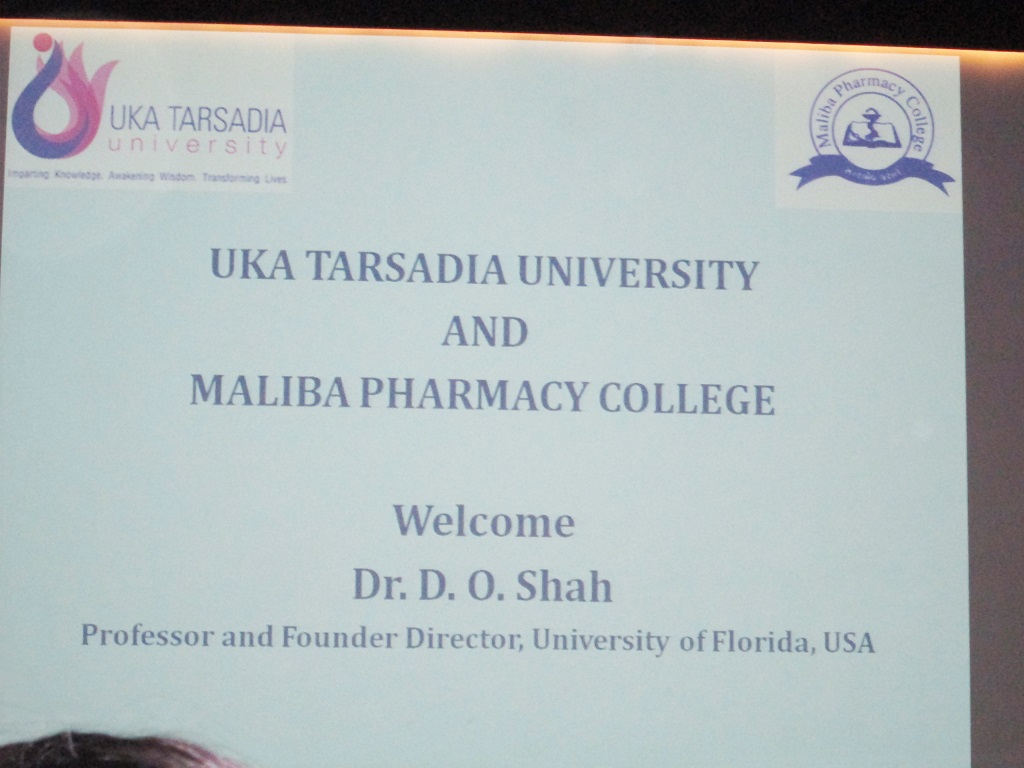 UKA TARSADIA
university
Imparting Knowledge. Awakening Wisdom. Transforming Lives.
Maliba Pharmacy College
UKA TARSADIA UNIVERSITY
AND
MALIBA PHARMACY COLLEGE
Welcome
Dr. D. O. Shah
Professor and Founder Director, University of Florida, USA